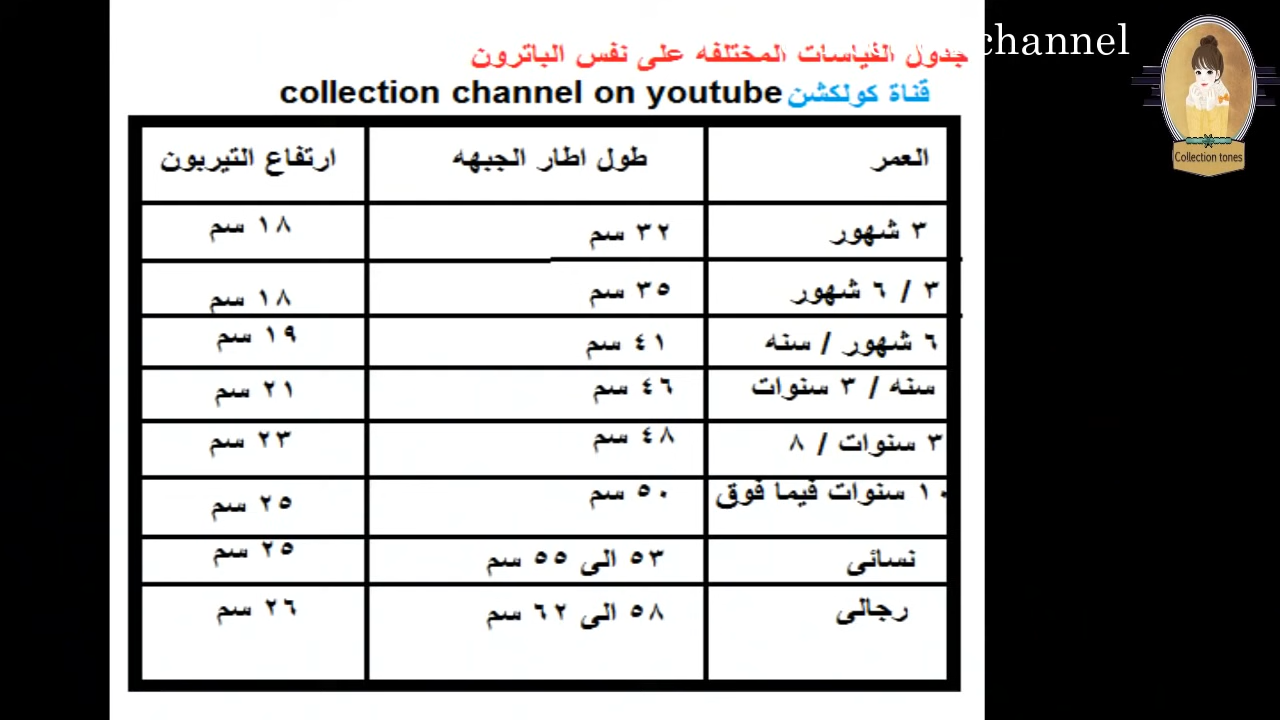 channel
جدول القياسات المختلفه على نفس الباترون
قناة كولكشن collection channel on youtube
Collection tones
العمر طول اطار الجبهه ارتفاع التيربون
٣ شهور ٣٢ سم ١٨ سم
٣ / ٦ شهور ٣٥ سم ١٨ سم
٦ شهور / سنه ٤١ سم ١٩ سم
سنه / ٣ سنوات ٤٦ سم ٢١ سم
٣ سنوات / ٨ ٤٨ سم ٢٣ سم
١٠ سنوات فيما فوق ٥٠ سم ٢٥ سم
نسائى ٥٣ الى ٥٥ سم ٢٥ سم
رجالى ٥٨ الى ٦٢ سم ٢٦ سم